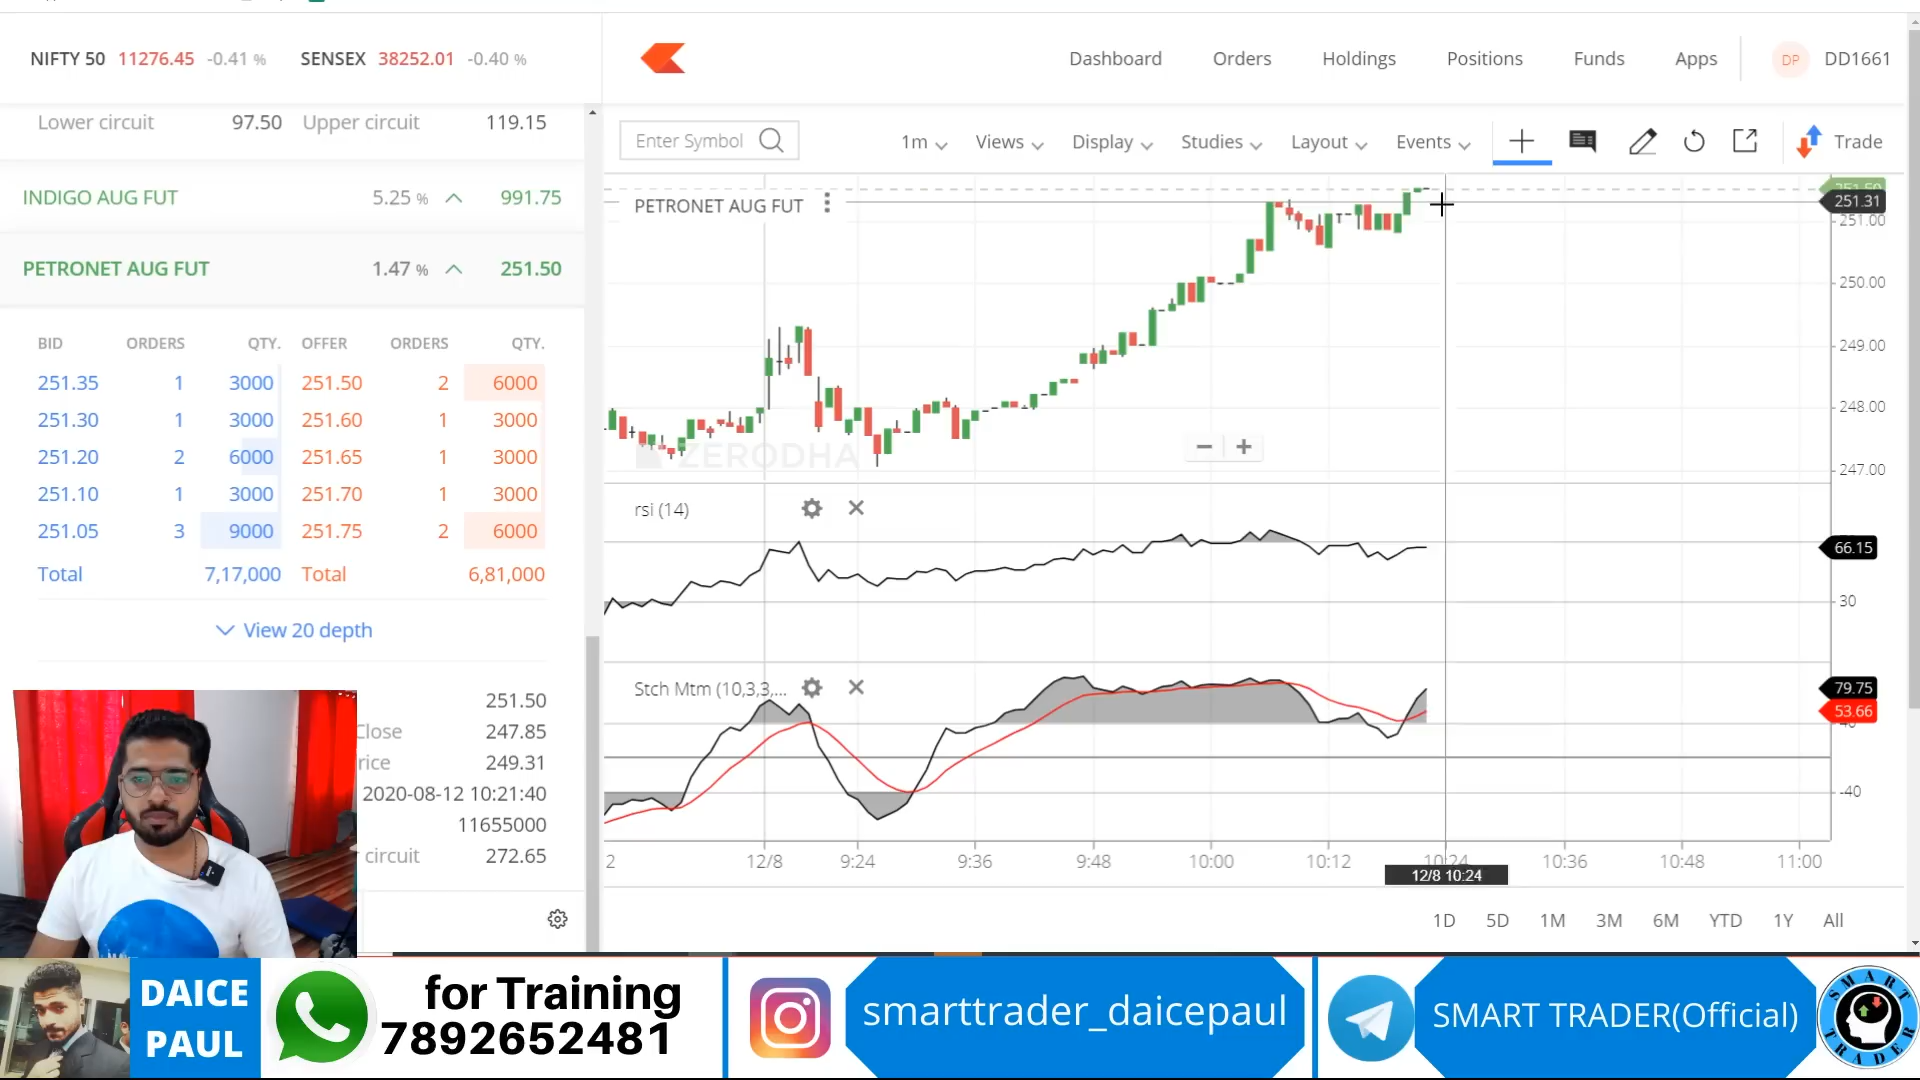 NIFTY 50 11276.45 -0.41 % SENSEX 38252.01 -0.40 %
Dashboard Orders Holdings Positions Funds Apps DP DD1661
Lower circuit 97.50 Upper circuit 119.15
INDIGO AUG FUT 5.25 % 991.75
PETRONET AUG FUT 1.47 % 251.50
BID ORDERS QTY. OFFER ORDERS QTY.
251.35 1 3000 251.50 2 6000
251.30 1 3000 251.60 1 3000
251.20 2 6000 251.65 1 3000
251.10 1 3000 251.70 1 3000
251.05 3 9000 251.75 2 6000
Total 7,17,000 Total 6,81,000
View 20 depth
251.50
Close 247.85
rice 249.31
2020-08-12 10:21:40
11655000
circuit 272.65
Enter Symbol 1m Views Display Studies Layout Events Trade
PETRONET AUG FUT
251.50
251.31
251.00
250.00
249.00
248.00
247.00
ZERODHA
rsi (14)
66.15
30
Stch Mtm (10,3,3,...
79.75
53.66
-40
2 12/8 9:24 9:36 9:48 10:00 10:12 10:24 10:36 10:48 11:00
12/8 10:24
1D 5D 1M 3M 6M YTD 1Y All
DAICE
PAUL
for Training
7892652481
smarttrader_daicepaul
SMART TRADER(Official)
SMART
TRADER